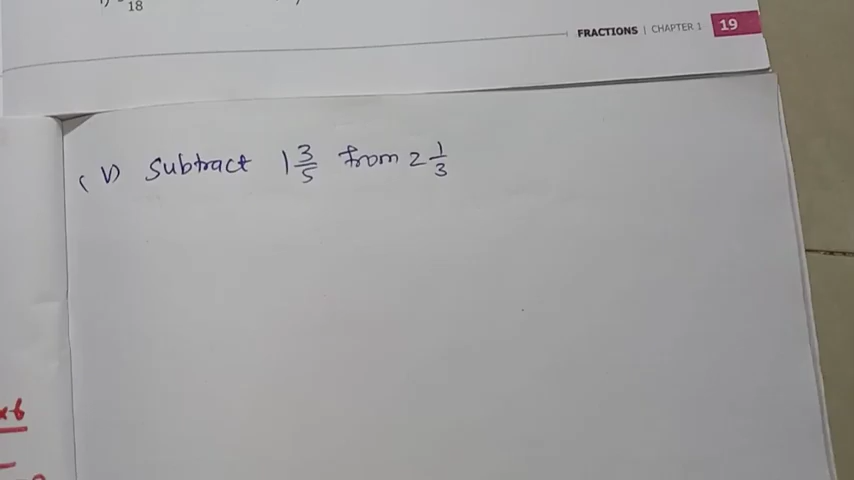 18
FRACTIONS | CHAPTER 1 19
(v) Subtract 1 3/5 from 2 1/3